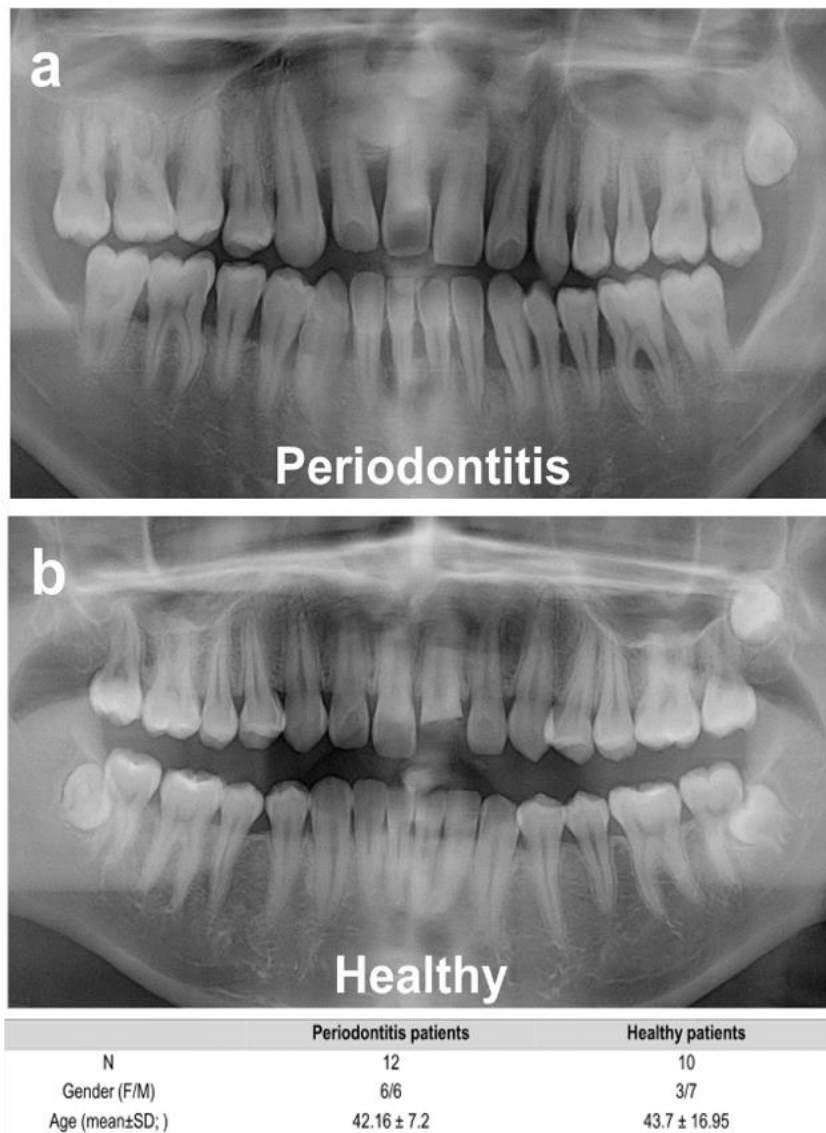 a
Periodontitis
b
Healthy
Periodontitis patients Healthy patients
N 12 10
Gender (F/M) 6/6 3/7
Age (mean±SD; ) 42.16 ± 7.2 43.7 ± 16.95